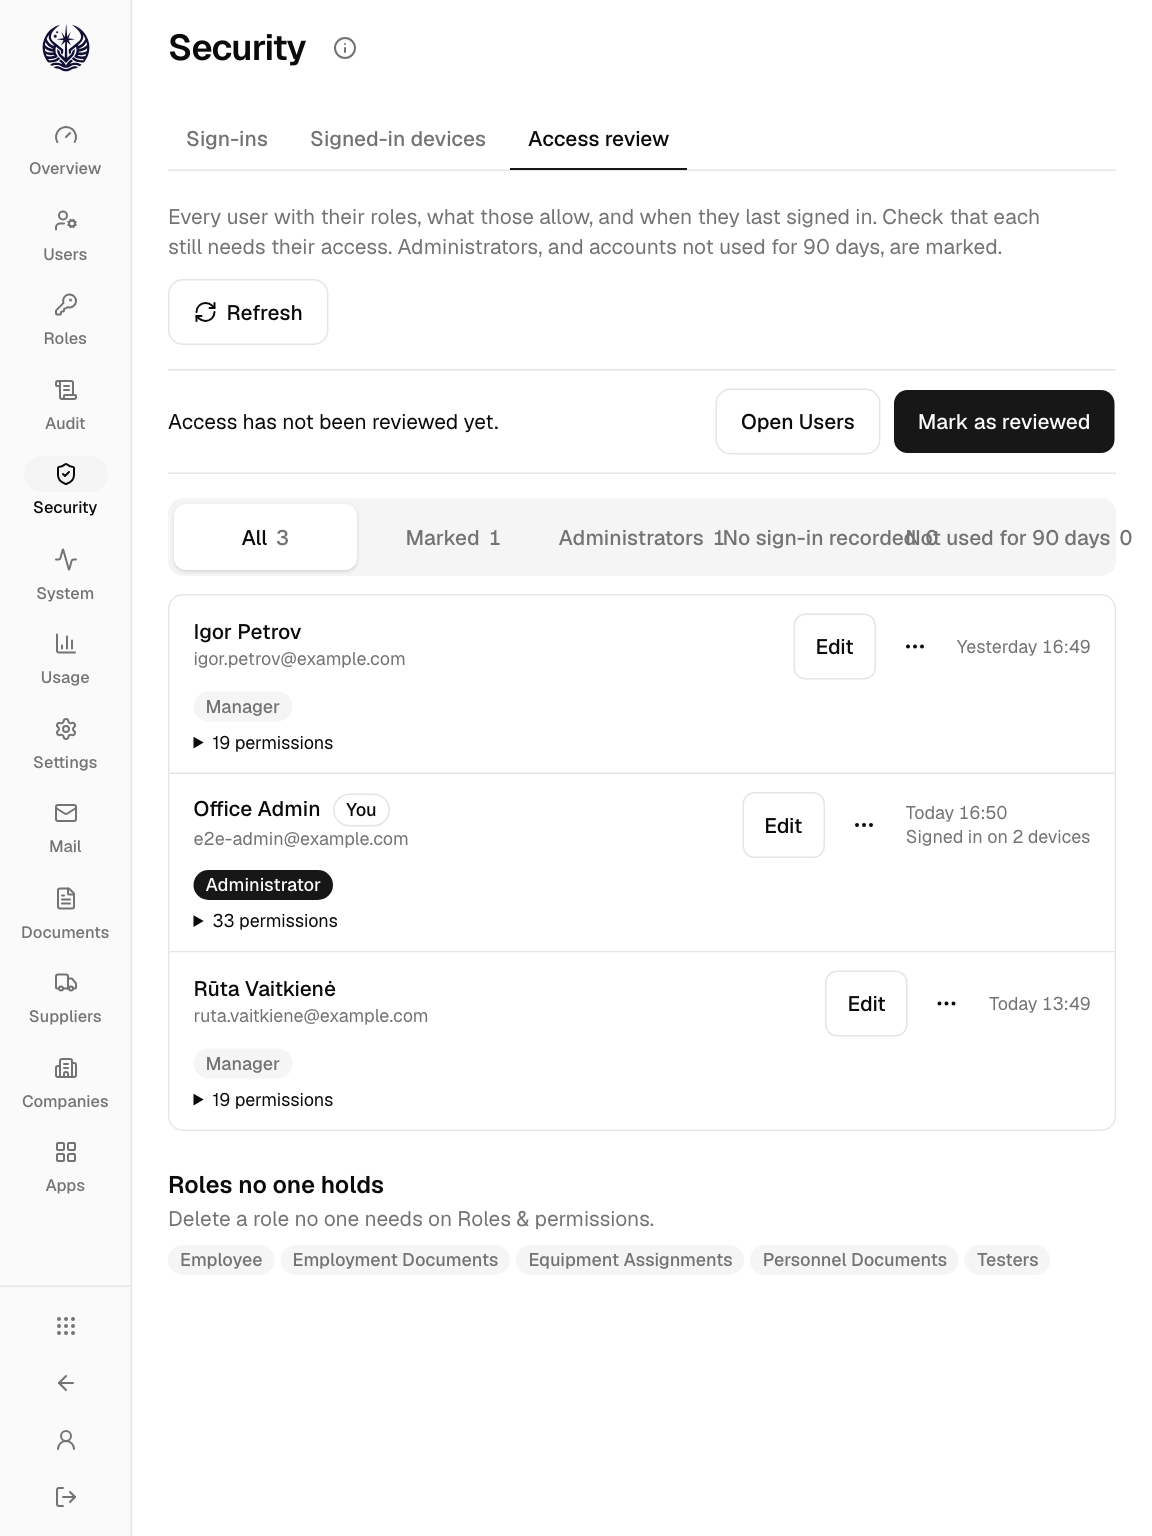 Security
Overview
Users
Roles
Audit
Security
System
Usage
Settings
Mail
Documents
Suppliers
Companies
Apps
Sign-ins Signed-in devices Access review
Every user with their roles, what those allow, and when they last signed in. Check that each
still needs their access. Administrators, and accounts not used for 90 days, are marked.
Refresh
Access has not been reviewed yet. Open Users Mark as reviewed
All 3 Marked 1 Administrators 1 No sign-in recorded 0 Not used for 90 days 0
Igor Petrov
igor.petrov@example.com
Edit Yesterday 16:49
Manager
19 permissions
Office Admin You
e2e-admin@example.com
Edit Today 16:50
Signed in on 2 devices
Administrator
33 permissions
Rūta Vaitkienė
ruta.vaitkiene@example.com
Edit Today 13:49
Manager
19 permissions
Roles no one holds
Delete a role no one needs on Roles & permissions.
Employee Employment Documents Equipment Assignments Personnel Documents Testers